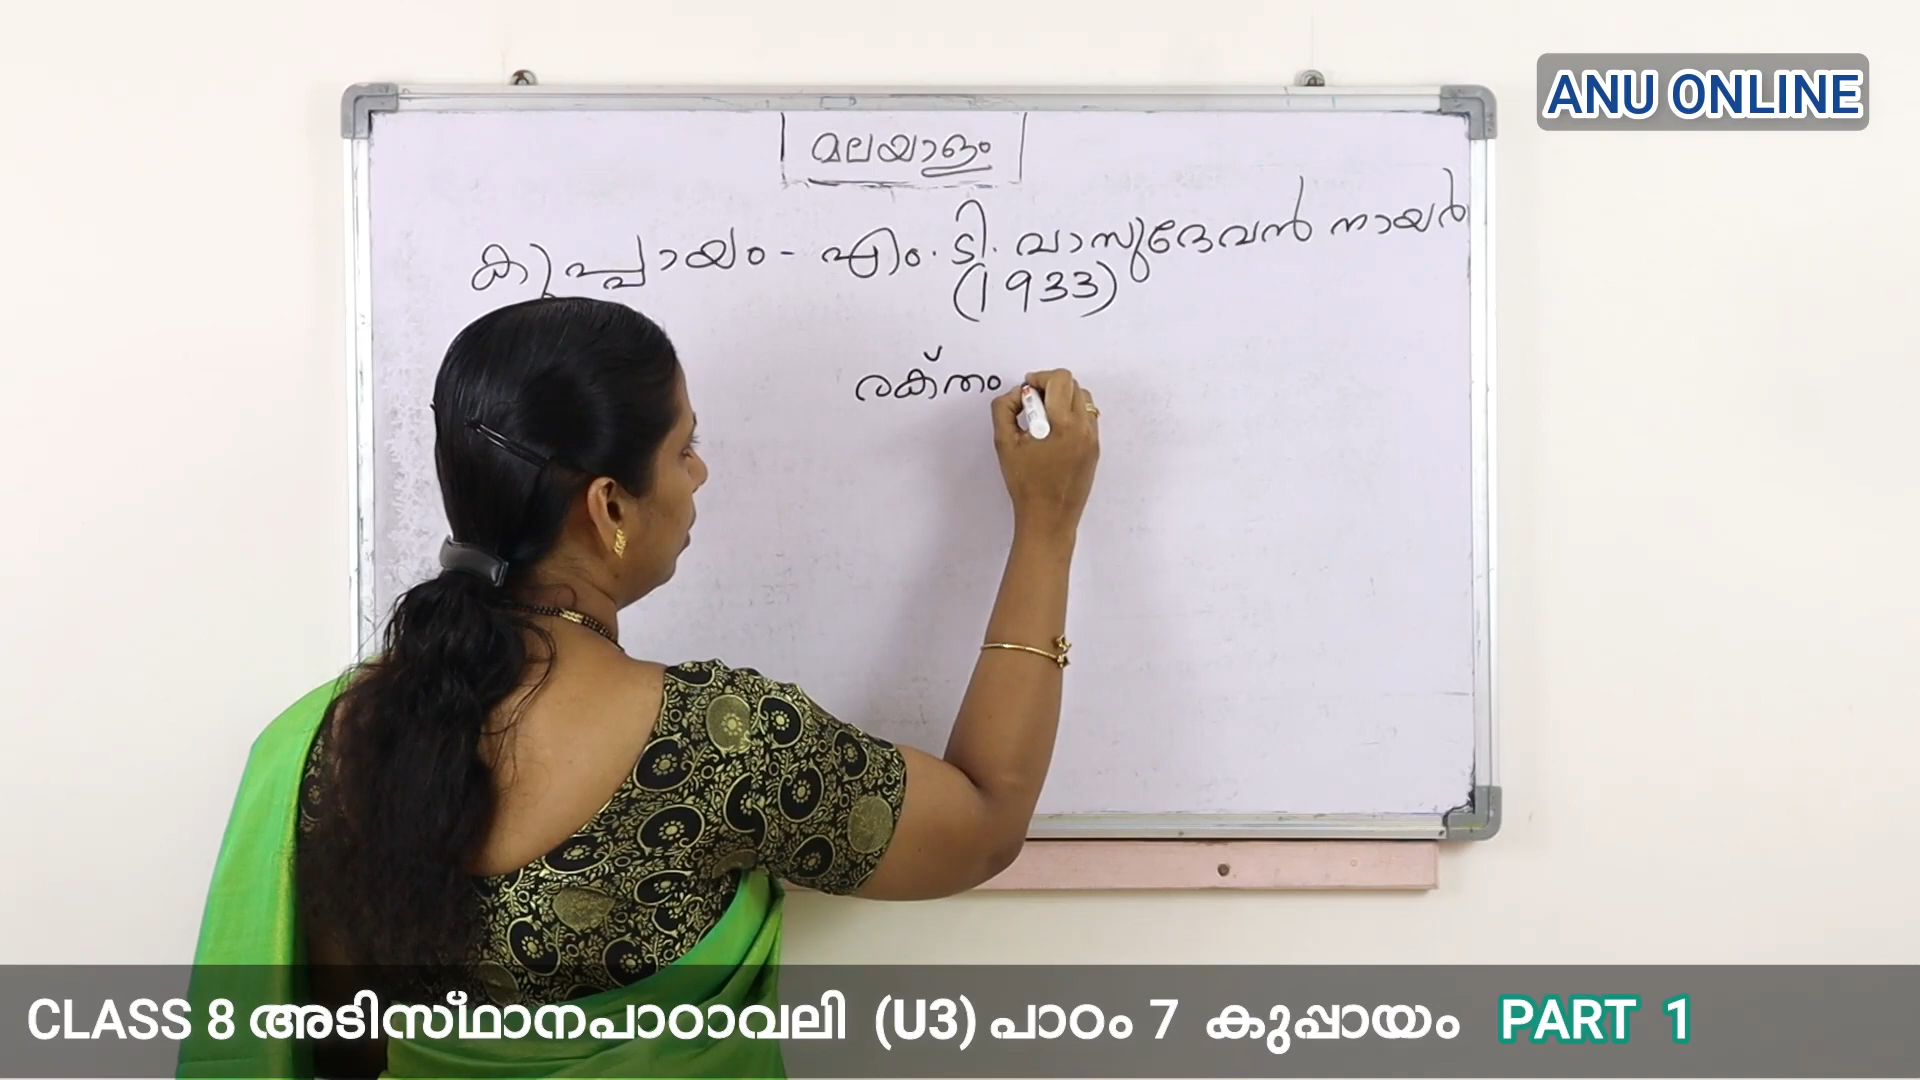 ANU ONLINE
മലയാളം
കുപ്പായം - എം. ടി. വാസുദേവൻ നായർ
(1933)
രക്തം
CLASS 8 അടിസ്ഥാനപാഠാവലി (U3) പാഠം 7 കുപ്പായം PART 1